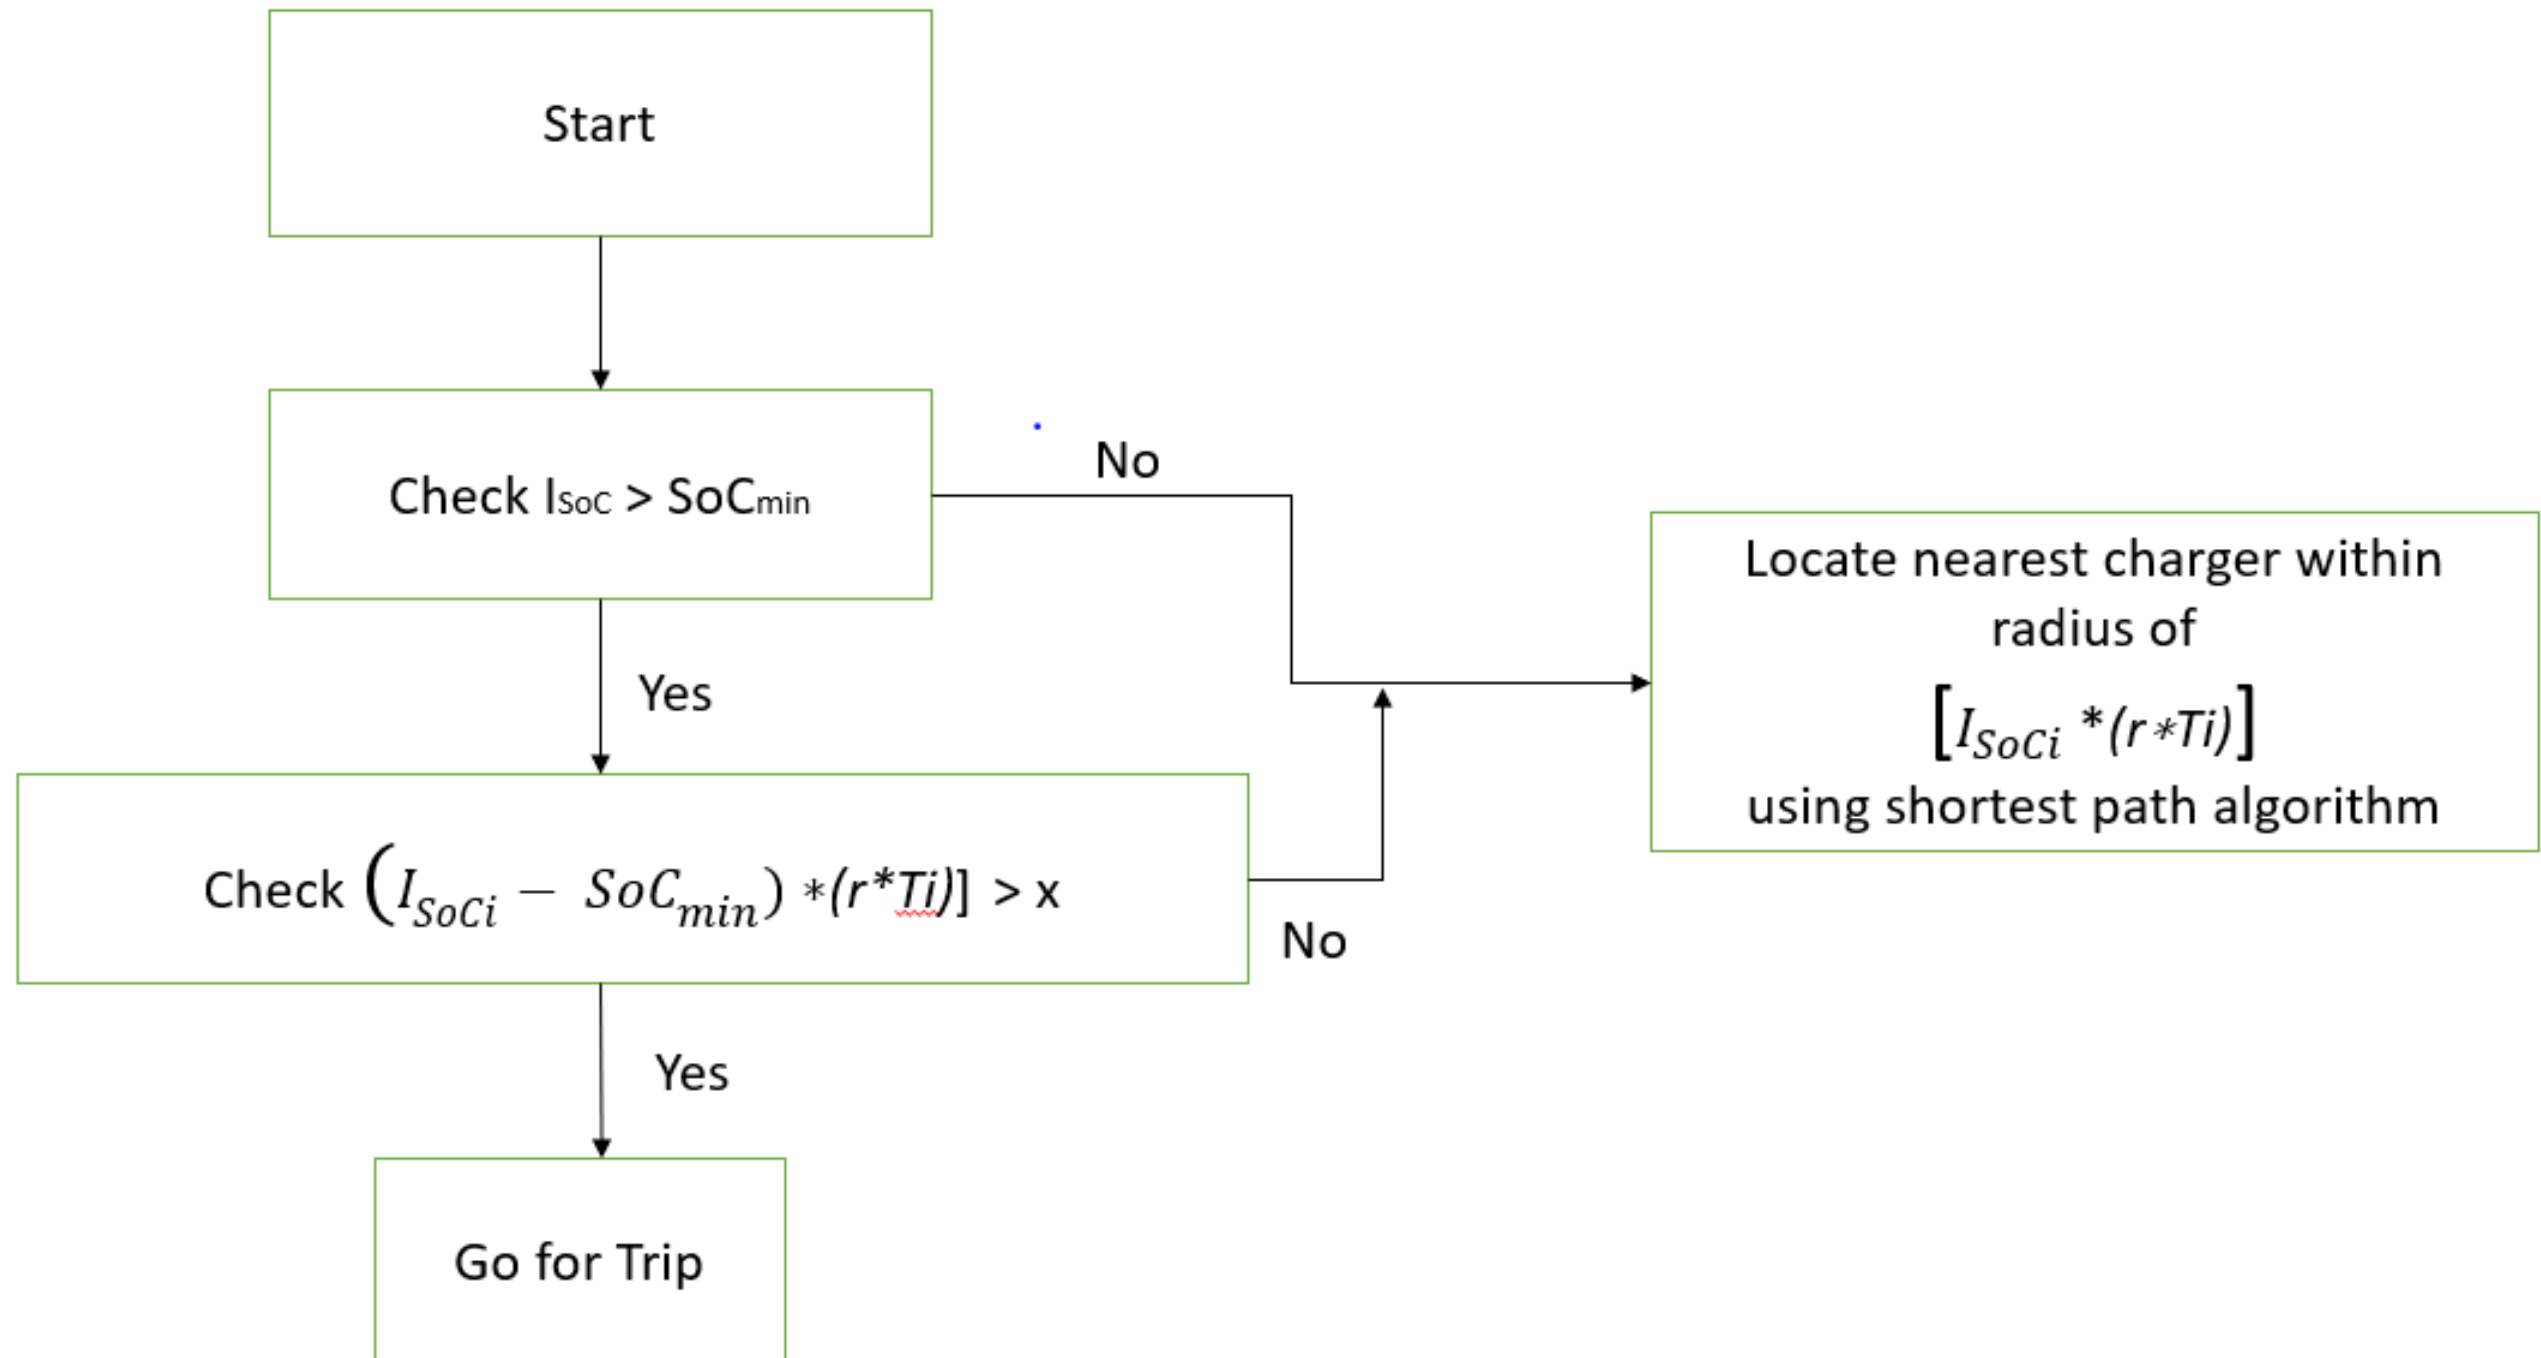 Start
Check ISoC > SoCmin
No
Yes
Locate nearest charger within
radius of
[ISoCi *(r*Ti)]
using shortest path algorithm
Check (ISoCi − SoCmin) *(r*Ti)] > x
No
Yes
Go for Trip